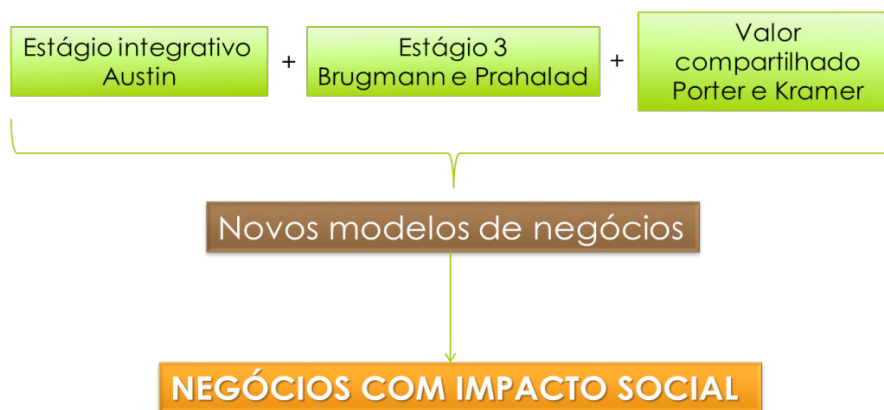 Estágio integrativo
Austin
+
Estágio 3
Brugmann e Prahalad
+
Valor
compartilhado
Porter e Kramer
Novos modelos de negócios
NEGÓCIOS COM IMPACTO SOCIAL